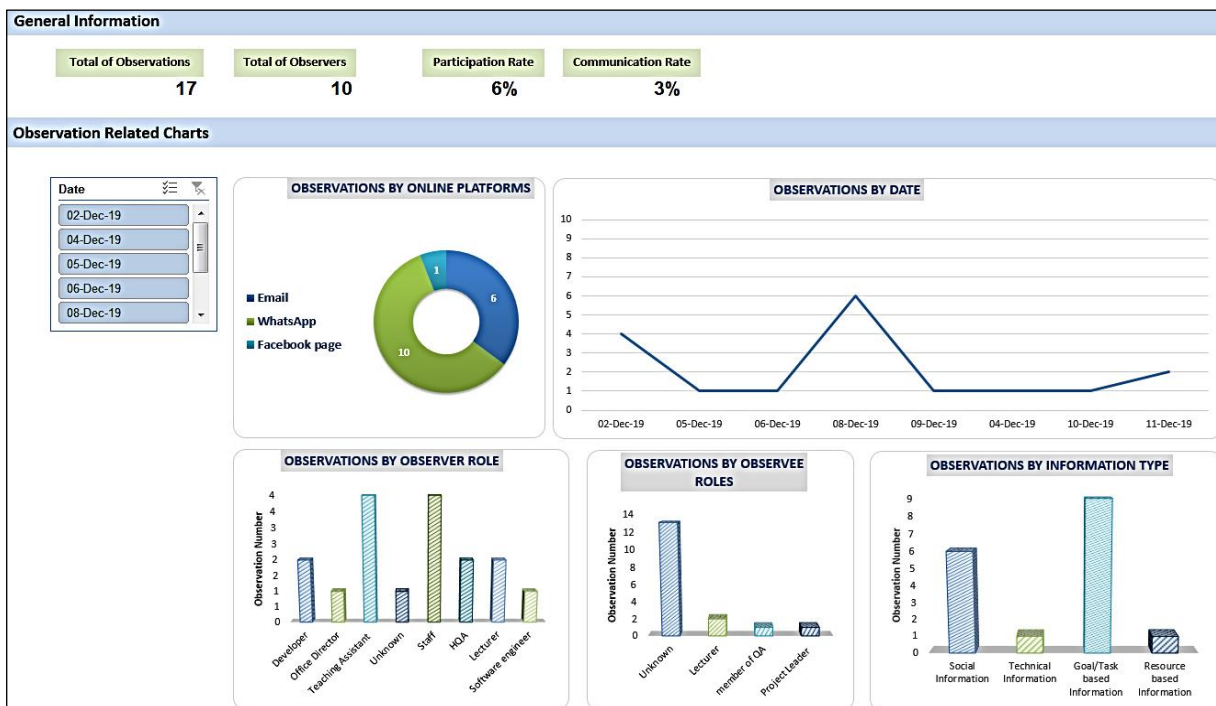 General Information
Total of Observations
17
Total of Observers
10
Participation Rate
6%
Communication Rate
3%
Observation Related Charts
Date
02-Dec-19
04-Dec-19
05-Dec-19
06-Dec-19
08-Dec-19
OBSERVATIONS BY ONLINE PLATFORMS
Email
WhatsApp
Facebook page
1
6
10
OBSERVATIONS BY DATE
10
9
8
7
6
5
4
3
2
1
0
02-Dec-19 05-Dec-19 06-Dec-19 08-Dec-19 09-Dec-19 04-Dec-19 10-Dec-19 11-Dec-19
OBSERVATIONS BY OBSERVER ROLE
Observation Number
4
4
3
3
2
2
1
1
0
Developer
Office Director
Teaching Assistant
Unknown
Staff
HQA
Lecturer
Software engineer
OBSERVATIONS BY OBSERVEE
ROLES
Observation Number
14
12
10
8
6
4
2
0
Unknown
Lecturer
member of QA
Project Leader
OBSERVATIONS BY INFORMATION TYPE
Observation Number
9
8
7
6
5
4
3
2
1
0
Social
Information
Technical
Information
Goal/Task
based
Information
Resource
based
Information